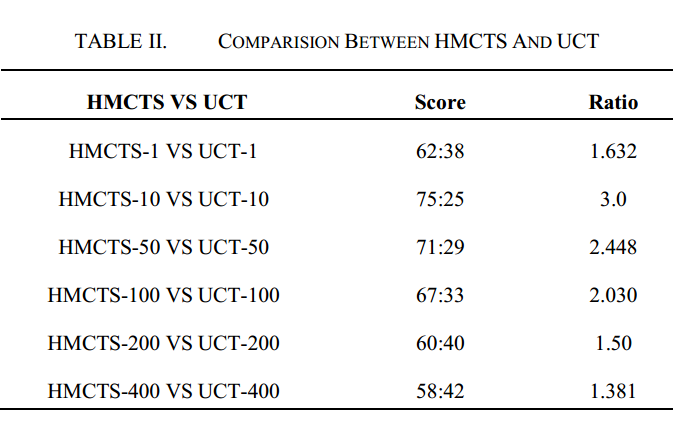 TABLE II. COMPARISION BETWEEN HMCTS AND UCT
HMCTS VS UCT Score Ratio
HMCTS-1 VS UCT-1 62:38 1.632
HMCTS-10 VS UCT-10 75:25 3.0
HMCTS-50 VS UCT-50 71:29 2.448
HMCTS-100 VS UCT-100 67:33 2.030
HMCTS-200 VS UCT-200 60:40 1.50
HMCTS-400 VS UCT-400 58:42 1.381